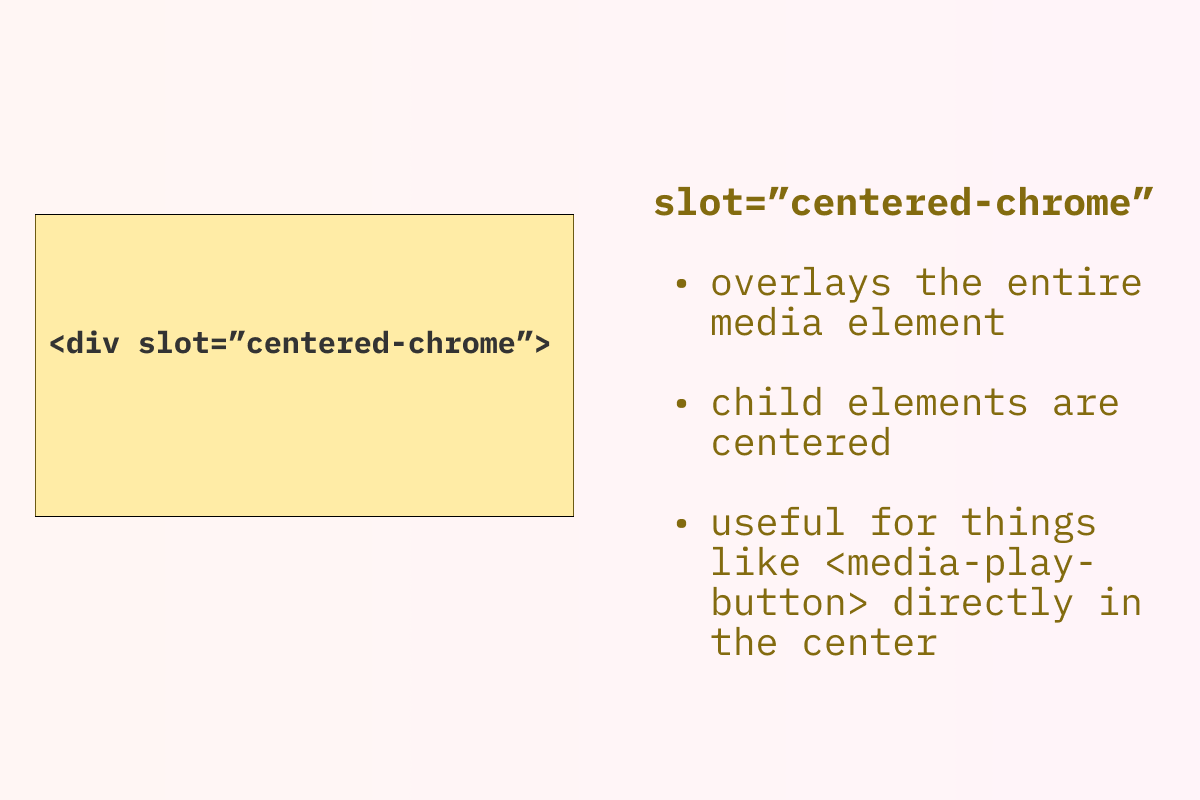 <div slot=”centered-chrome”>
slot=”centered-chrome”
• overlays the entire
media element
• child elements are
centered
• useful for things
like <media-play-
button> directly in
the center